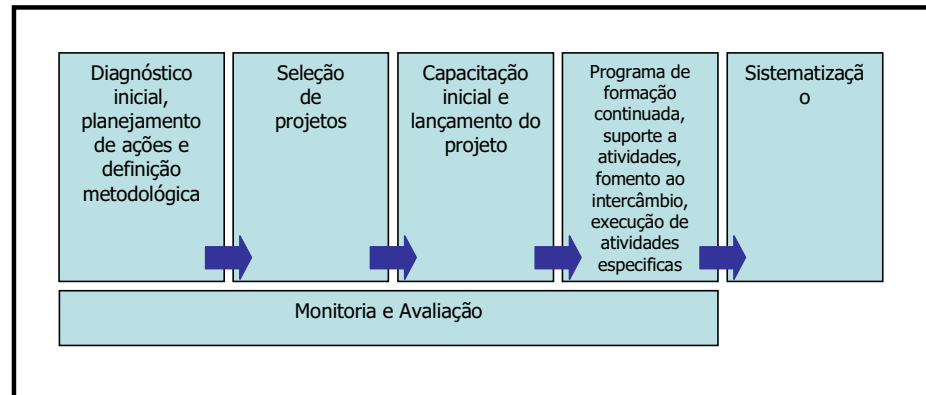 Diagnóstico
inicial,
planejamento
de ações e
definição
metodológica
Seleção
de
projetos
Capacitação
inicial e
lançamento do
projeto
Programa de
formação
continuada,
suporte a
atividades,
fomento ao
intercâmbio,
execução de
atividades
especificas
Sistematizaçã
o
Monitoria e Avaliação